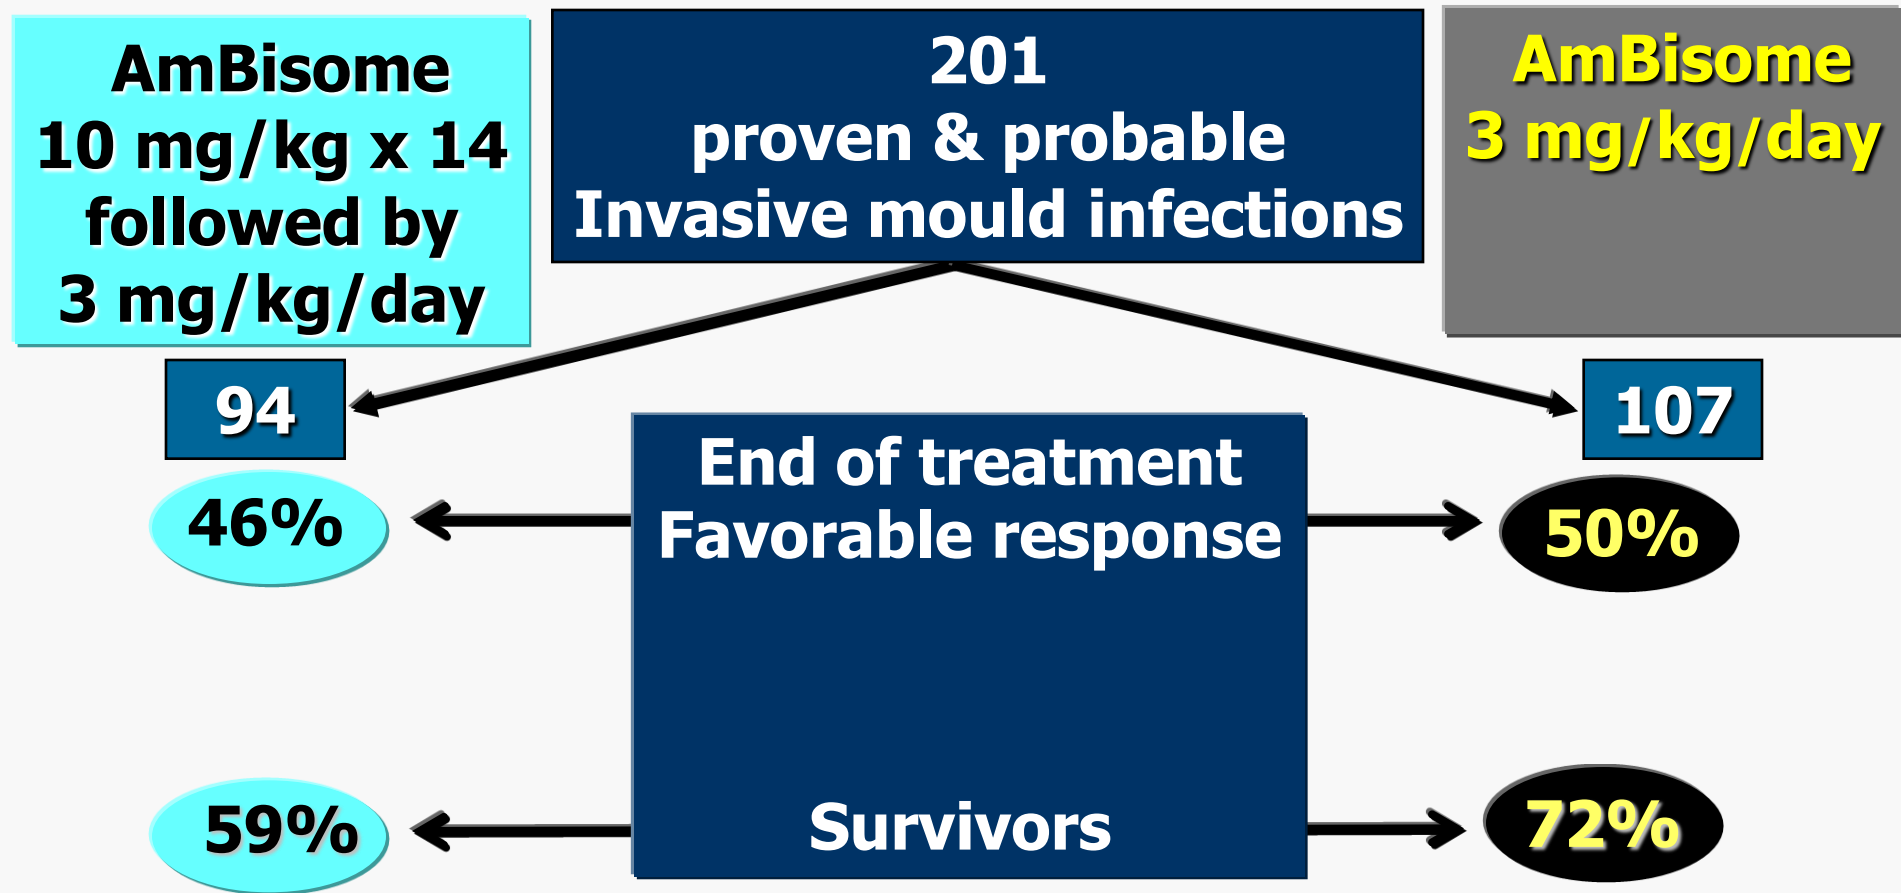 AmBisome
10 mg/kg x 14
followed by
3 mg/kg/day
201
proven & probable
Invasive mould infections
AmBisome
3 mg/kg/day
94
107
End of treatment
Favorable response
46%
50%
Survivors
59%
72%